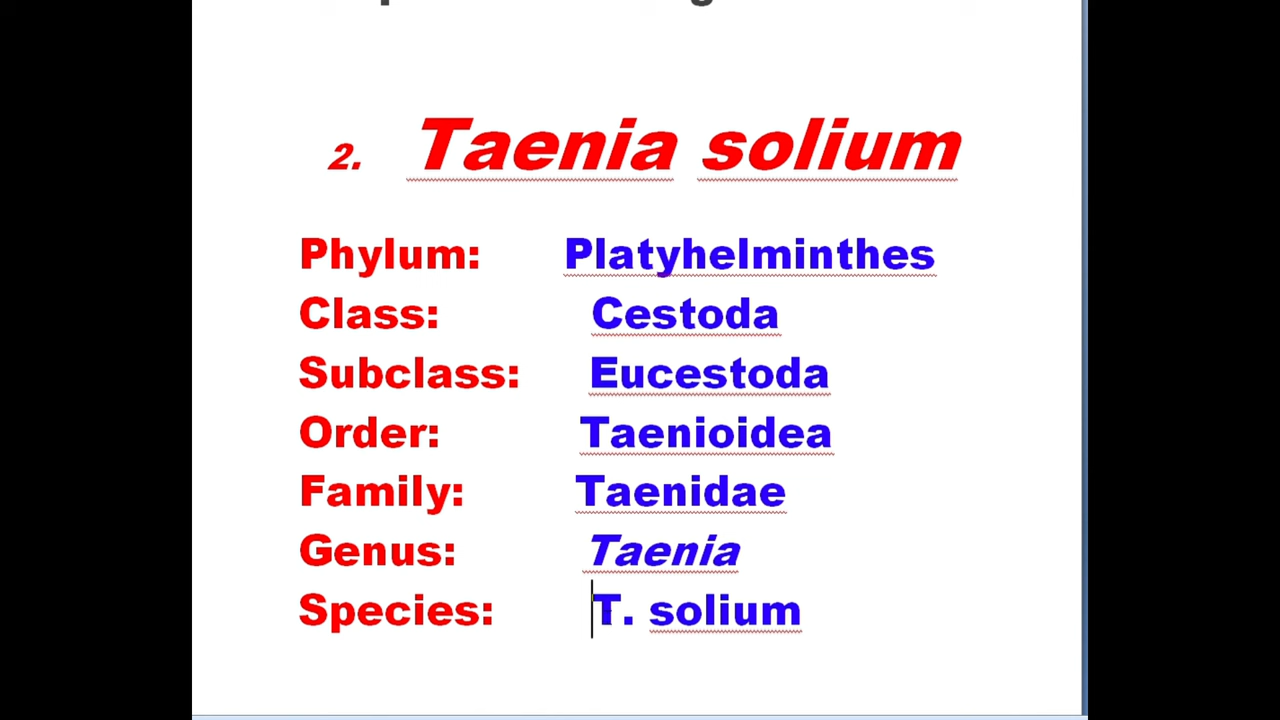 2. Taenia solium
Phylum: Platyhelminthes
Class: Cestoda
Subclass: Eucestoda
Order: Taenioidea
Family: Taenidae
Genus: Taenia
Species: T. solium